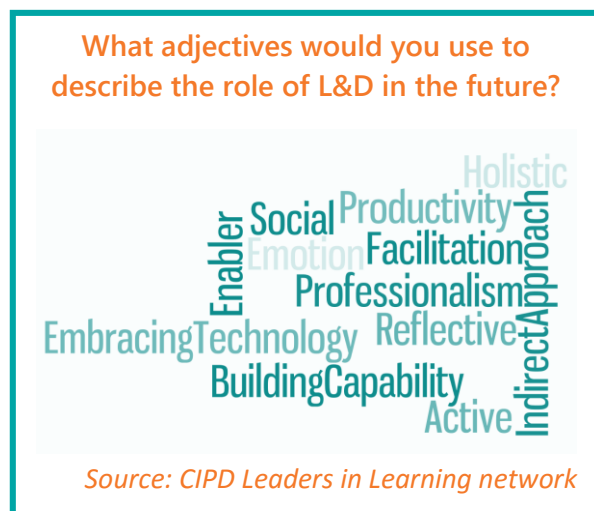 What adjectives would you use to
describe the role of L&D in the future?
Holistic
Social Productivity
Enabler
Emotion Facilitation
IndirectApproach
Professionalism
EmbracingTechnology Reflective
BuildingCapability
Active
Source: CIPD Leaders in Learning network